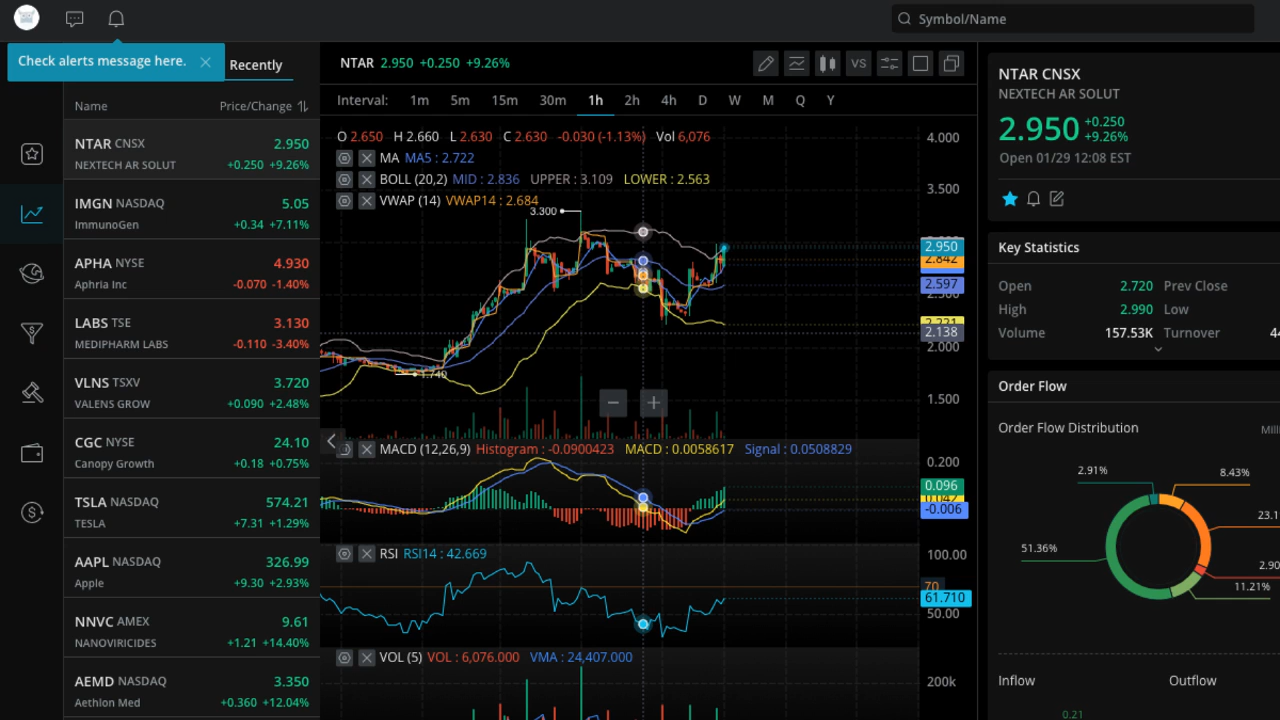 Symbol/Name
Check alerts message here.
Recently
Name Price/Change
NTAR CNSX 2.950
NEXTECH AR SOLUT +0.250 +9.26%
IMGN NASDAQ 5.05
ImmunoGen +0.34 +7.11%
APHA NYSE 4.930
Aphria Inc -0.070 -1.40%
LABS TSE 3.130
MEDIPHARM LABS -0.110 -3.40%
VLNS TSXV 3.720
VALENS GROW +0.090 +2.48%
CGC NYSE 24.10
Canopy Growth +0.18 +0.75%
TSLA NASDAQ 574.21
TESLA +7.31 +1.29%
AAPL NASDAQ 326.99
Apple +9.30 +2.93%
NNVC AMEX 9.61
NANOVIRICIDES +1.21 +14.40%
AEMD NASDAQ 3.350
Aethlon Med +0.360 +12.04%
NTAR 2.950 +0.250 +9.26%
VS
Interval: 1m 5m 15m 30m 1h 2h 4h D W M Q Y
O 2.650 H 2.660 L 2.630 C 2.630 -0.030 (-1.13%) Vol 6,076
MA MA5 : 2.722
BOLL (20,2) MID : 2.836 UPPER : 3.109 LOWER : 2.563
VWAP (14) VWAP14 : 2.684
3.300
1.740
4.000
3.500
2.950
2.842
2.597
2.500
2.221
2.138
2.000
1.500
MACD (12,26,9) Histogram : -0.0900423 MACD : 0.0058617 Signal : 0.0508829
0.200
0.096
-0.006
RSI RSI14 : 42.669
100.00
70
61.710
50.00
VOL (5) VOL : 6,076.000 VMA : 24,407.000
200k
NTAR CNSX
NEXTECH AR SOLUT
2.950 +0.250
+9.26%
Open 01/29 12:08 EST
Key Statistics
Open 2.720 Prev Close
High 2.990 Low
Volume 157.53K Turnover 44
Order Flow
Order Flow Distribution Mill
2.91% 8.43%
23.1
51.36%
2.90
11.21%
Inflow Outflow
0.21